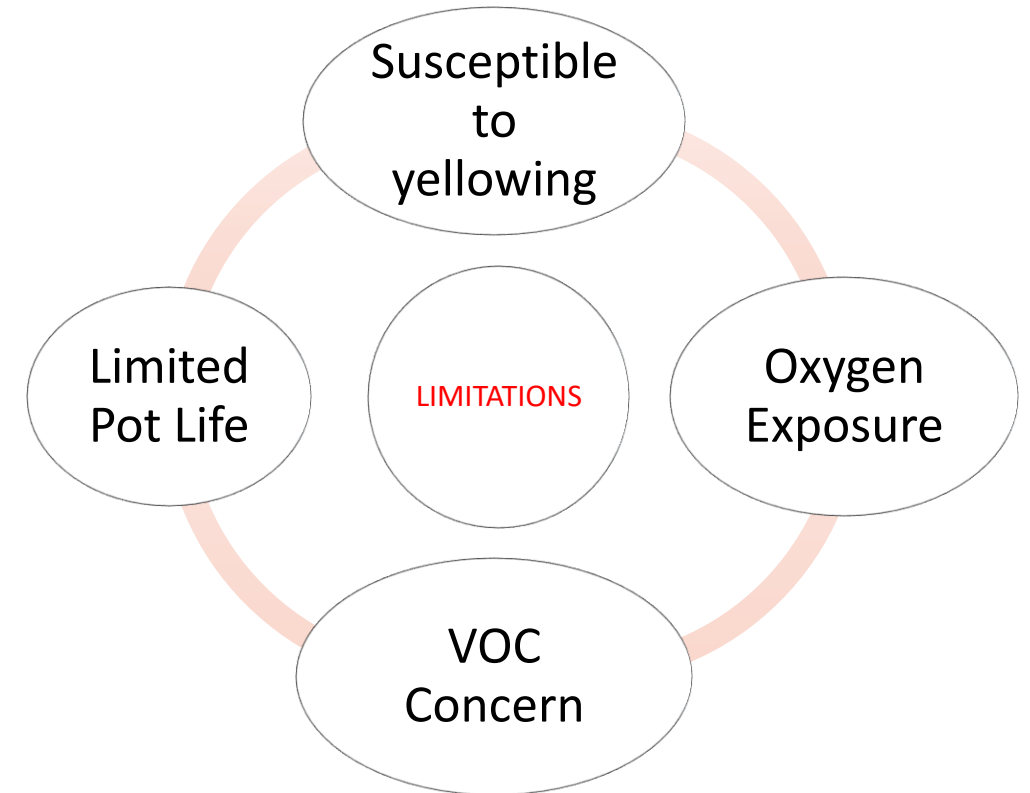 Susceptible
to
yellowing
Limited
Pot Life
LIMITATIONS
Oxygen
Exposure
VOC
Concern